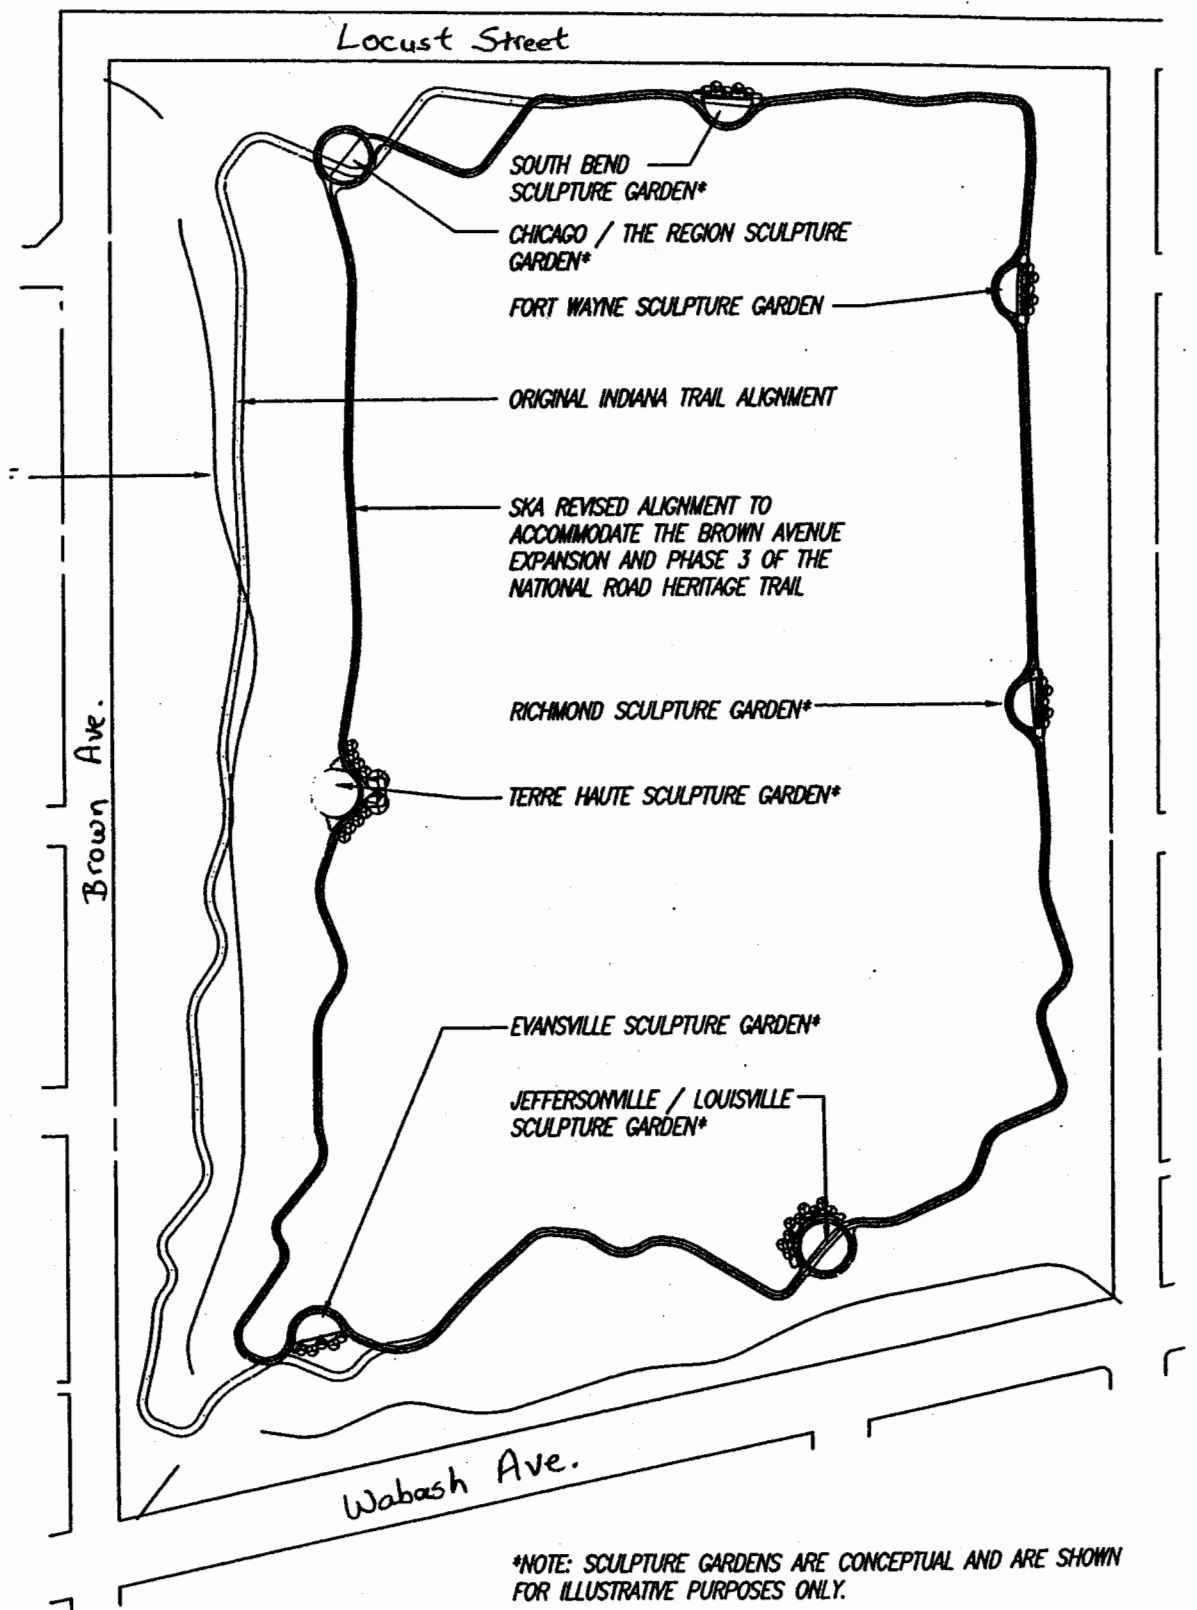 Locust Street
SOUTH BEND
SCULPTURE GARDEN*
CHICAGO / THE REGION SCULPTURE
GARDEN*
FORT WAYNE SCULPTURE GARDEN
ORIGINAL INDIANA TRAIL ALIGNMENT
SKA REVISED ALIGNMENT TO
ACCOMMODATE THE BROWN AVENUE
EXPANSION AND PHASE 3 OF THE
NATIONAL ROAD HERITAGE TRAIL
RICHMOND SCULPTURE GARDEN*
Brown Ave.
TERRE HAUTE SCULPTURE GARDEN*
EVANSVILLE SCULPTURE GARDEN*
JEFFERSONVILLE / LOUISVILLE
SCULPTURE GARDEN*
Wabash Ave.
*NOTE: SCULPTURE GARDENS ARE CONCEPTUAL AND ARE SHOWN
FOR ILLUSTRATIVE PURPOSES ONLY.